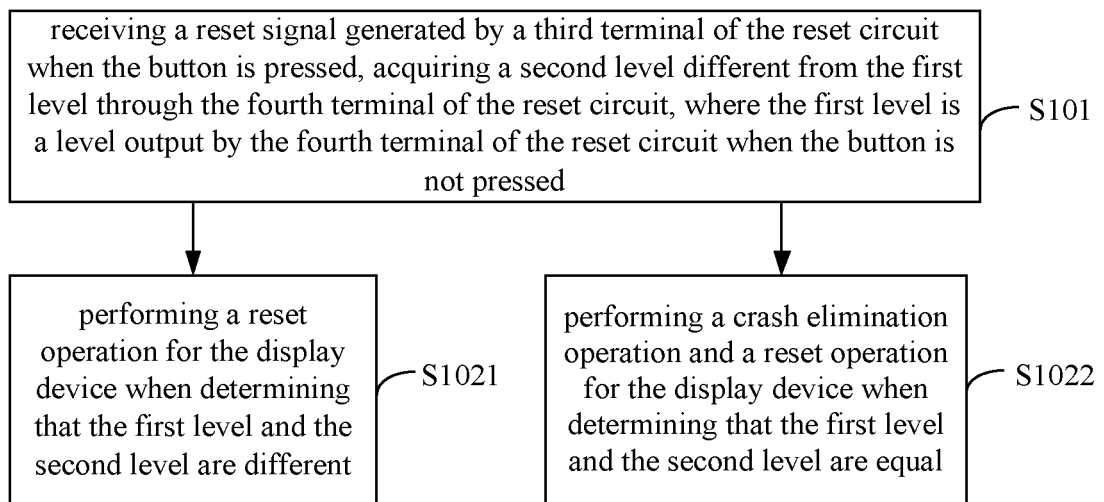 receiving a reset signal generated by a third terminal of the reset circuit
when the button is pressed, acquiring a second level different from the first
level through the fourth terminal of the reset circuit, where the first level is
a level output by the fourth terminal of the reset circuit when the button is
not pressed
S101
performing a reset
operation for the display
device when determining
that the first level and the
second level are different
S1021
performing a crash elimination
operation and a reset operation
for the display device when
determining that the first level
and the second level are equal
S1022